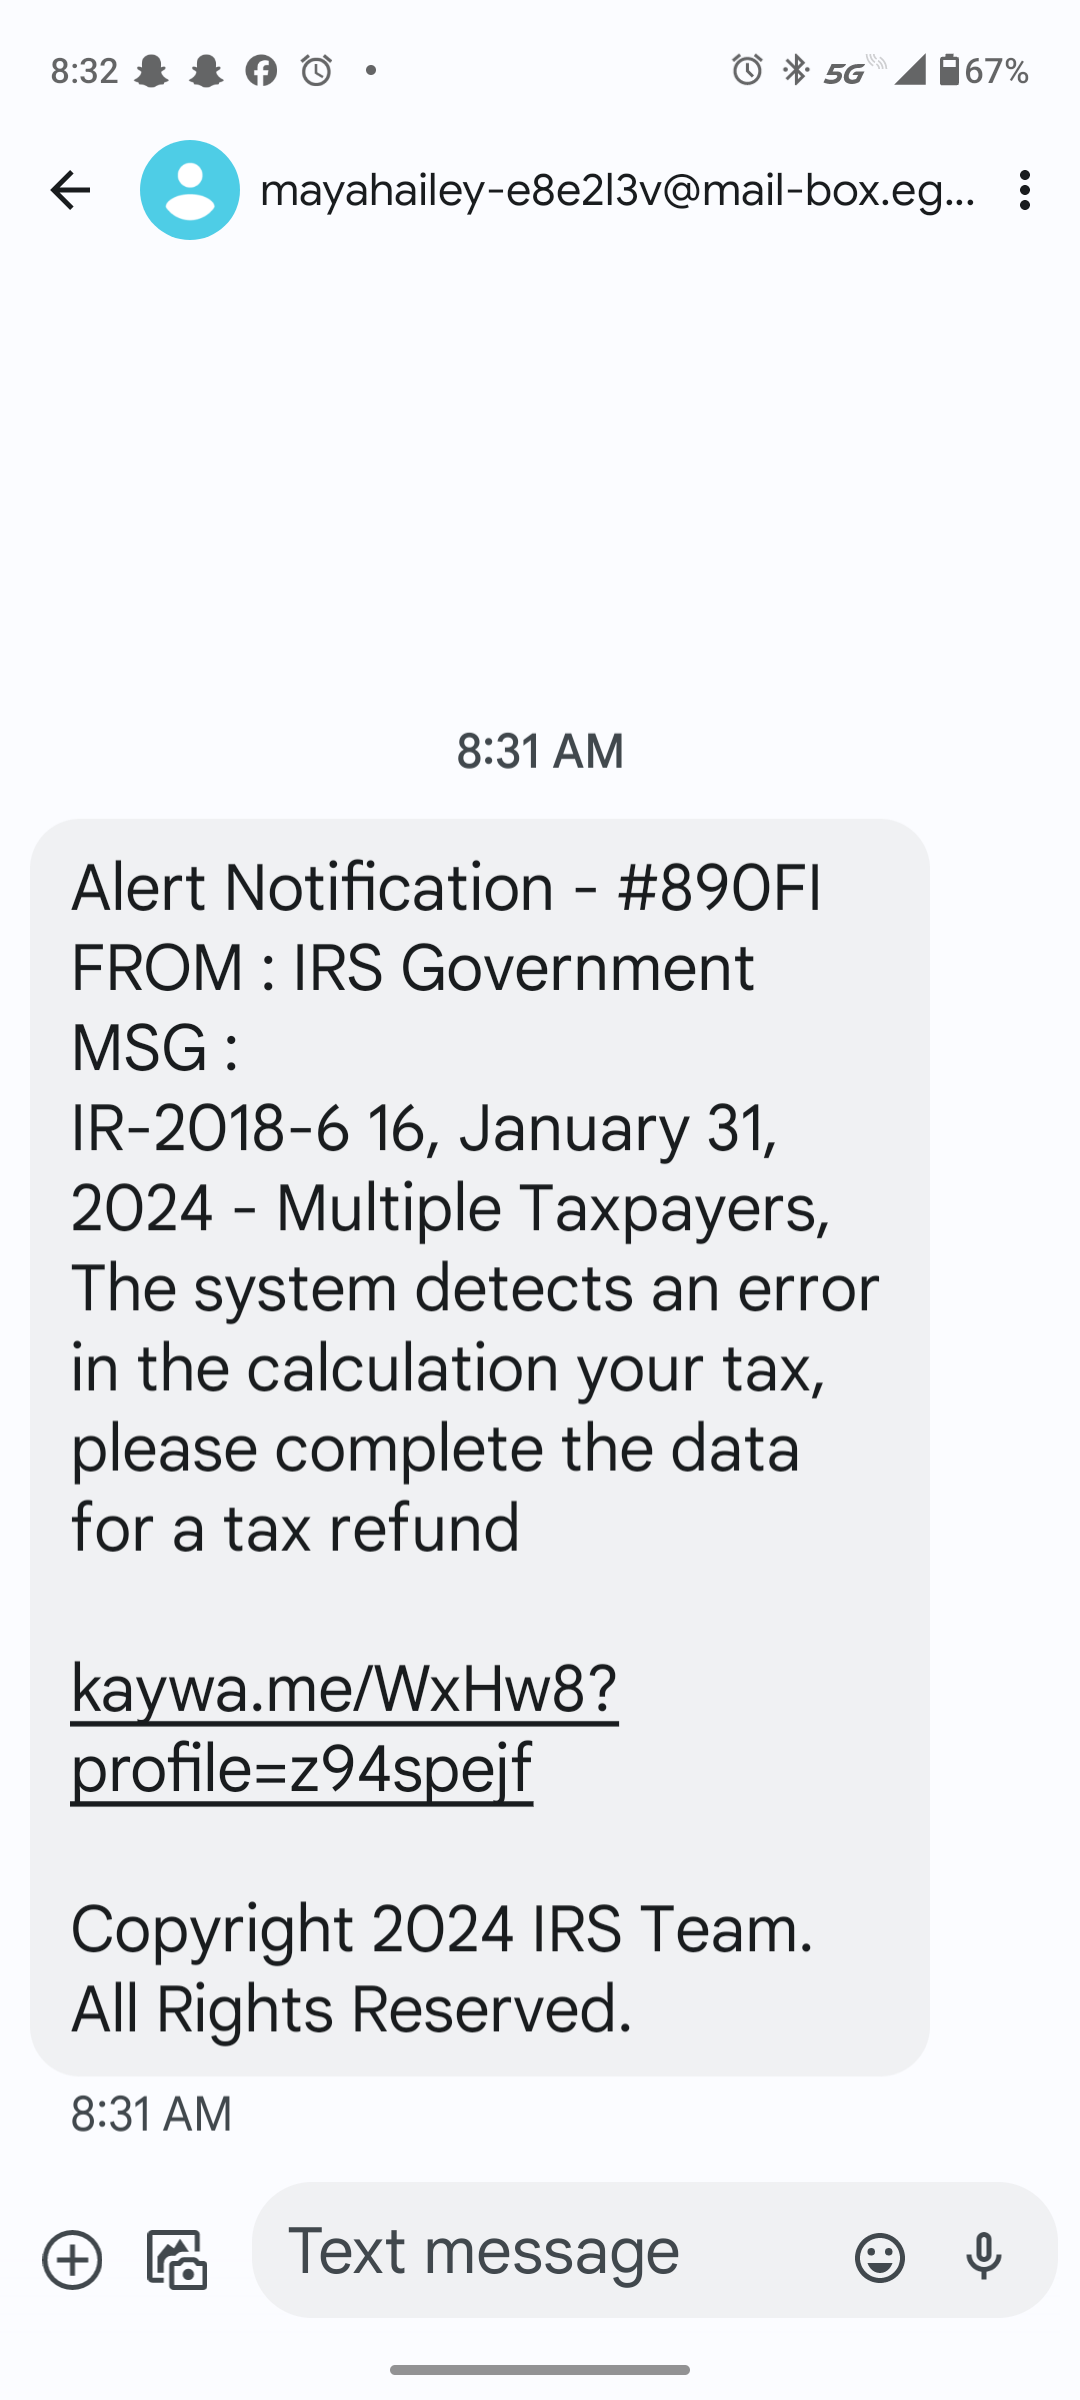 8:32
5G
67%
mayahailey-e8e2l3v@mail-box.eg...
8:31 AM
Alert Notification - #890FI
FROM : IRS Government
MSG :
IR-2018-6 16, January 31,
2024 - Multiple Taxpayers,
The system detects an error
in the calculation your tax,
please complete the data
for a tax refund
kaywa.me/WxHw8?
profile=z94spejf
Copyright 2024 IRS Team.
All Rights Reserved.
8:31 AM
Text message